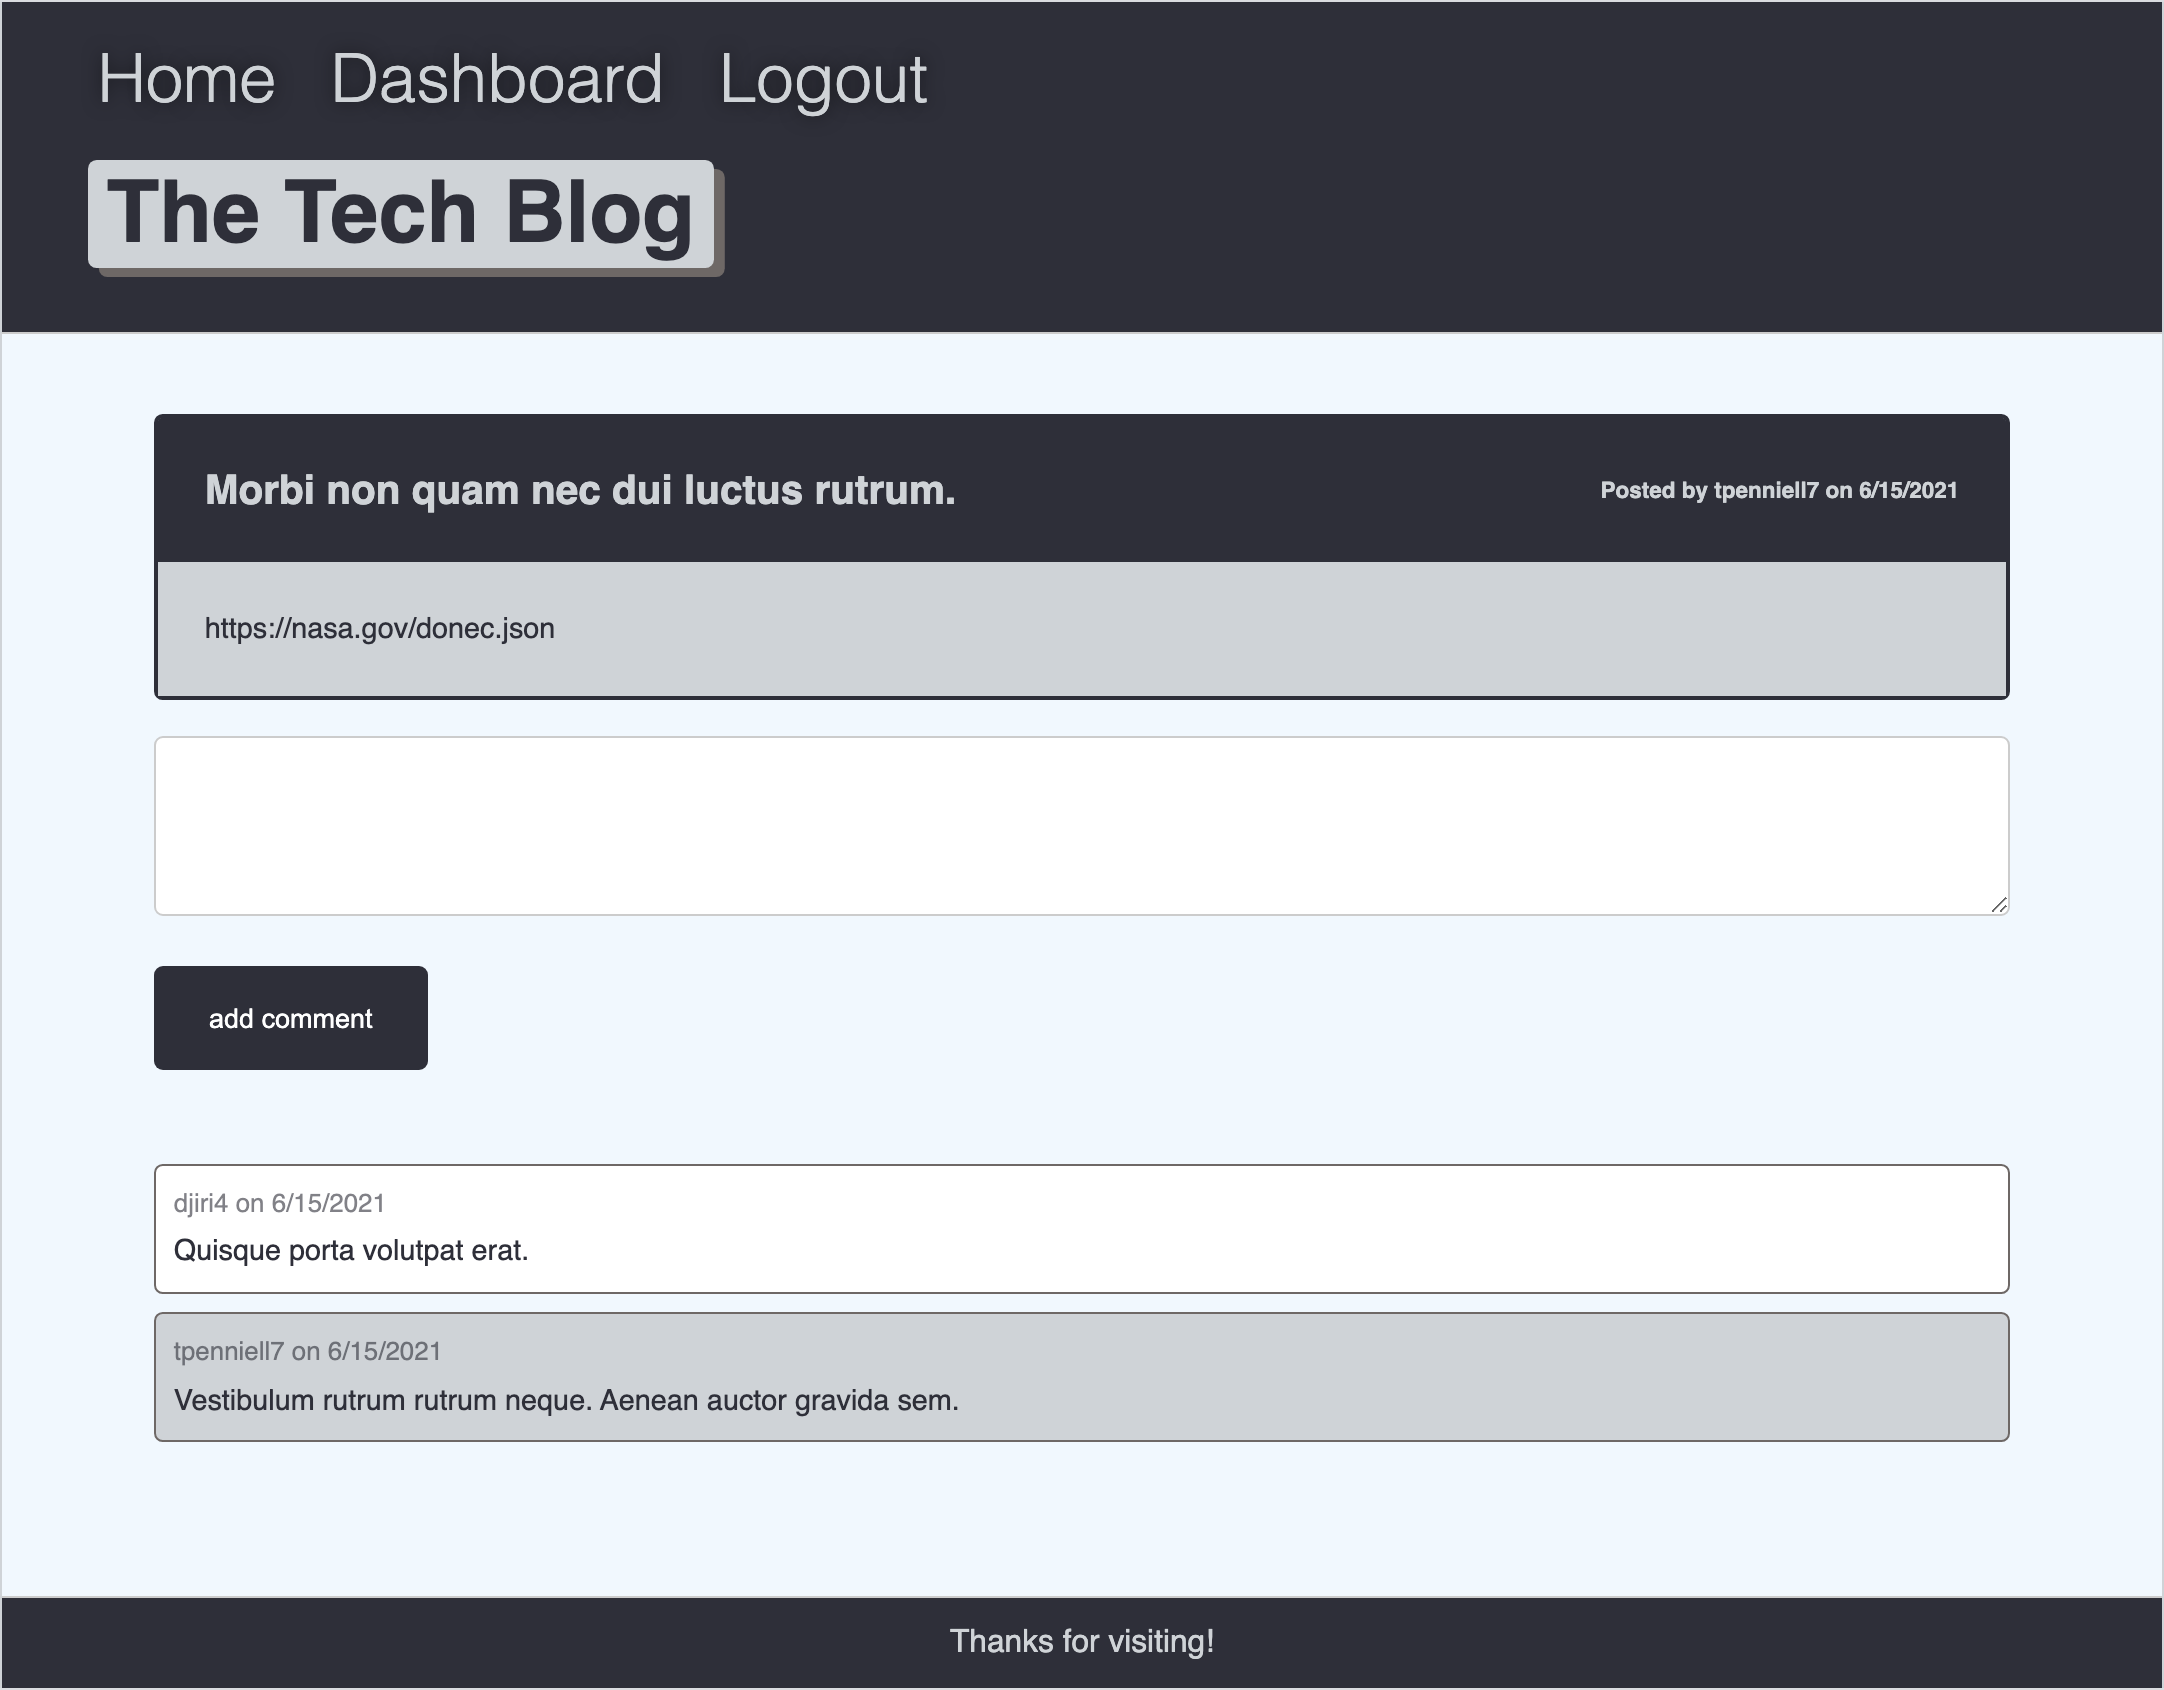 Home Dashboard Logout
The Tech Blog
Morbi non quam nec dui luctus rutrum.
Posted by tpenniell7 on 6/15/2021
https://nasa.gov/donec.json
add comment
djiri4 on 6/15/2021
Quisque porta volutpat erat.
tpenniell7 on 6/15/2021
Vestibulum rutrum rutrum neque. Aenean auctor gravida sem.
Thanks for visiting!